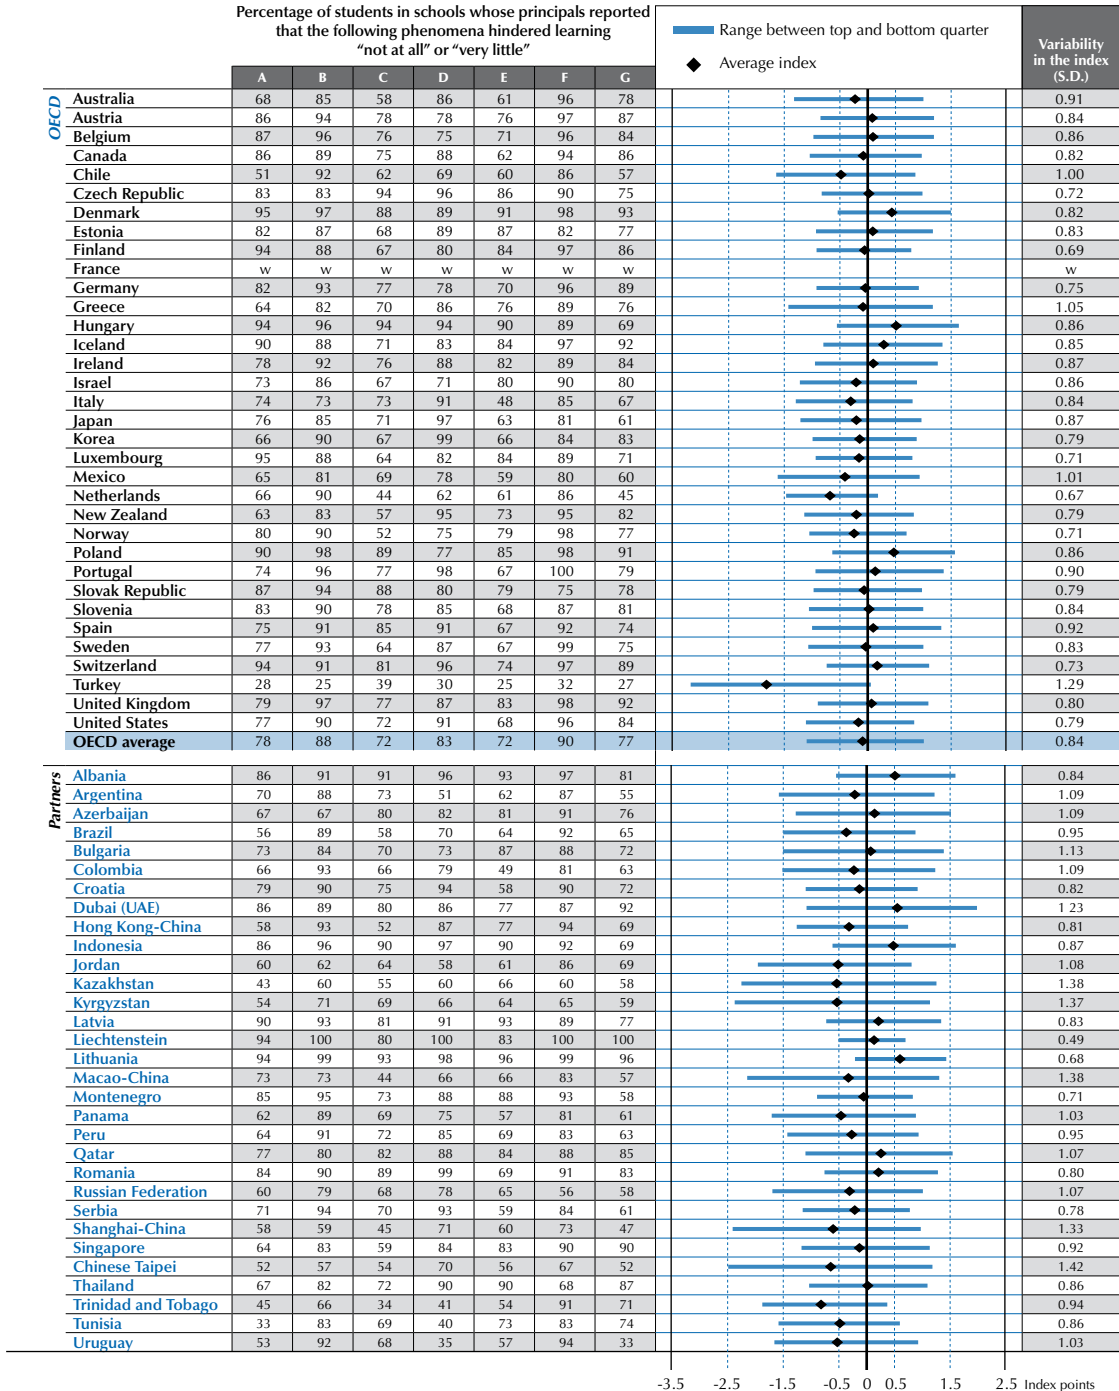 Percentage of students in schools whose principals reported
that the following phenomena hindered learning
“not at all” or “very little”
Range between top and bottom quarter
Average index
Variability
in the index
(S.D.)
A B C D E F G
OECD
Australia 68 85 58 86 61 96 78 0.91
Austria 86 94 78 78 76 97 87 0.84
Belgium 87 96 76 75 71 96 84 0.86
Canada 86 89 75 88 62 94 86 0.82
Chile 51 92 62 69 60 86 57 1.00
Czech Republic 83 83 94 96 86 90 75 0.72
Denmark 95 97 88 89 91 98 93 0.82
Estonia 82 87 68 89 87 82 77 0.83
Finland 94 88 67 80 84 97 86 0.69
France w w w w w w w w
Germany 82 93 77 78 70 96 89 0.75
Greece 64 82 70 86 76 89 76 1.05
Hungary 94 96 94 94 90 89 69 0.86
Iceland 90 88 71 83 84 97 92 0.85
Ireland 78 92 76 88 82 89 84 0.87
Israel 73 86 67 71 80 90 80 0.86
Italy 74 73 73 91 48 85 67 0.84
Japan 76 85 71 97 63 81 61 0.87
Korea 66 90 67 99 66 84 83 0.79
Luxembourg 95 88 64 82 84 89 71 0.71
Mexico 65 81 69 78 59 80 60 1.01
Netherlands 66 90 44 62 61 86 45 0.67
New Zealand 63 83 57 95 73 95 82 0.79
Norway 80 90 52 75 79 98 77 0.71
Poland 90 98 89 77 85 98 91 0.86
Portugal 74 96 77 98 67 100 79 0.90
Slovak Republic 87 94 88 80 79 75 78 0.79
Slovenia 83 90 78 85 68 87 81 0.84
Spain 75 91 85 91 67 92 74 0.92
Sweden 77 93 64 87 67 99 75 0.83
Switzerland 94 91 81 96 74 97 89 0.73
Turkey 28 25 39 30 25 32 27 1.29
United Kingdom 79 97 77 87 83 98 92 0.80
United States 77 90 72 91 68 96 84 0.79
OECD average 78 88 72 83 72 90 77 0.84
Partners
Albania 86 91 91 96 93 97 81 0.84
Argentina 70 88 73 51 62 87 55 1.09
Azerbaijan 67 67 80 82 81 91 76 1.09
Brazil 56 89 58 70 64 92 65 0.95
Bulgaria 73 84 70 73 87 88 72 1.13
Colombia 66 93 66 79 49 81 63 1.09
Croatia 79 90 75 94 58 90 72 0.82
Dubai (UAE) 86 89 80 86 77 87 92 1 23
Hong Kong-China 58 93 52 87 77 94 69 0.81
Indonesia 86 96 90 97 90 92 69 0.87
Jordan 60 62 64 58 61 86 69 1.08
Kazakhstan 43 60 55 60 66 60 58 1.38
Kyrgyzstan 54 71 69 66 64 65 59 1.37
Latvia 90 93 81 91 93 89 77 0.83
Liechtenstein 94 100 80 100 83 100 100 0.49
Lithuania 94 99 93 98 96 99 96 0.68
Macao-China 73 73 44 66 66 83 57 1.38
Montenegro 85 95 73 88 88 93 58 0.71
Panama 62 89 69 75 57 81 61 1.03
Peru 64 91 72 85 69 83 63 0.95
Qatar 77 80 82 88 84 88 85 1.07
Romania 84 90 89 99 69 91 83 0.80
Russian Federation 60 79 68 78 65 56 58 1.07
Serbia 71 94 70 93 59 84 61 0.78
Shanghai-China 58 59 45 71 60 73 47 1.33
Singapore 64 83 59 84 83 90 90 0.92
Chinese Taipei 52 57 54 70 56 67 52 1.42
Thailand 67 82 72 90 90 68 87 0.86
Trinidad and Tobago 45 66 34 41 54 91 71 0.94
Tunisia 33 83 69 40 73 83 74 0.86
Uruguay 53 92 68 35 57 94 33 1.03
-3.5 -2.5 -1.5 -0.5 0 0.5 1.5 2.5 Index points